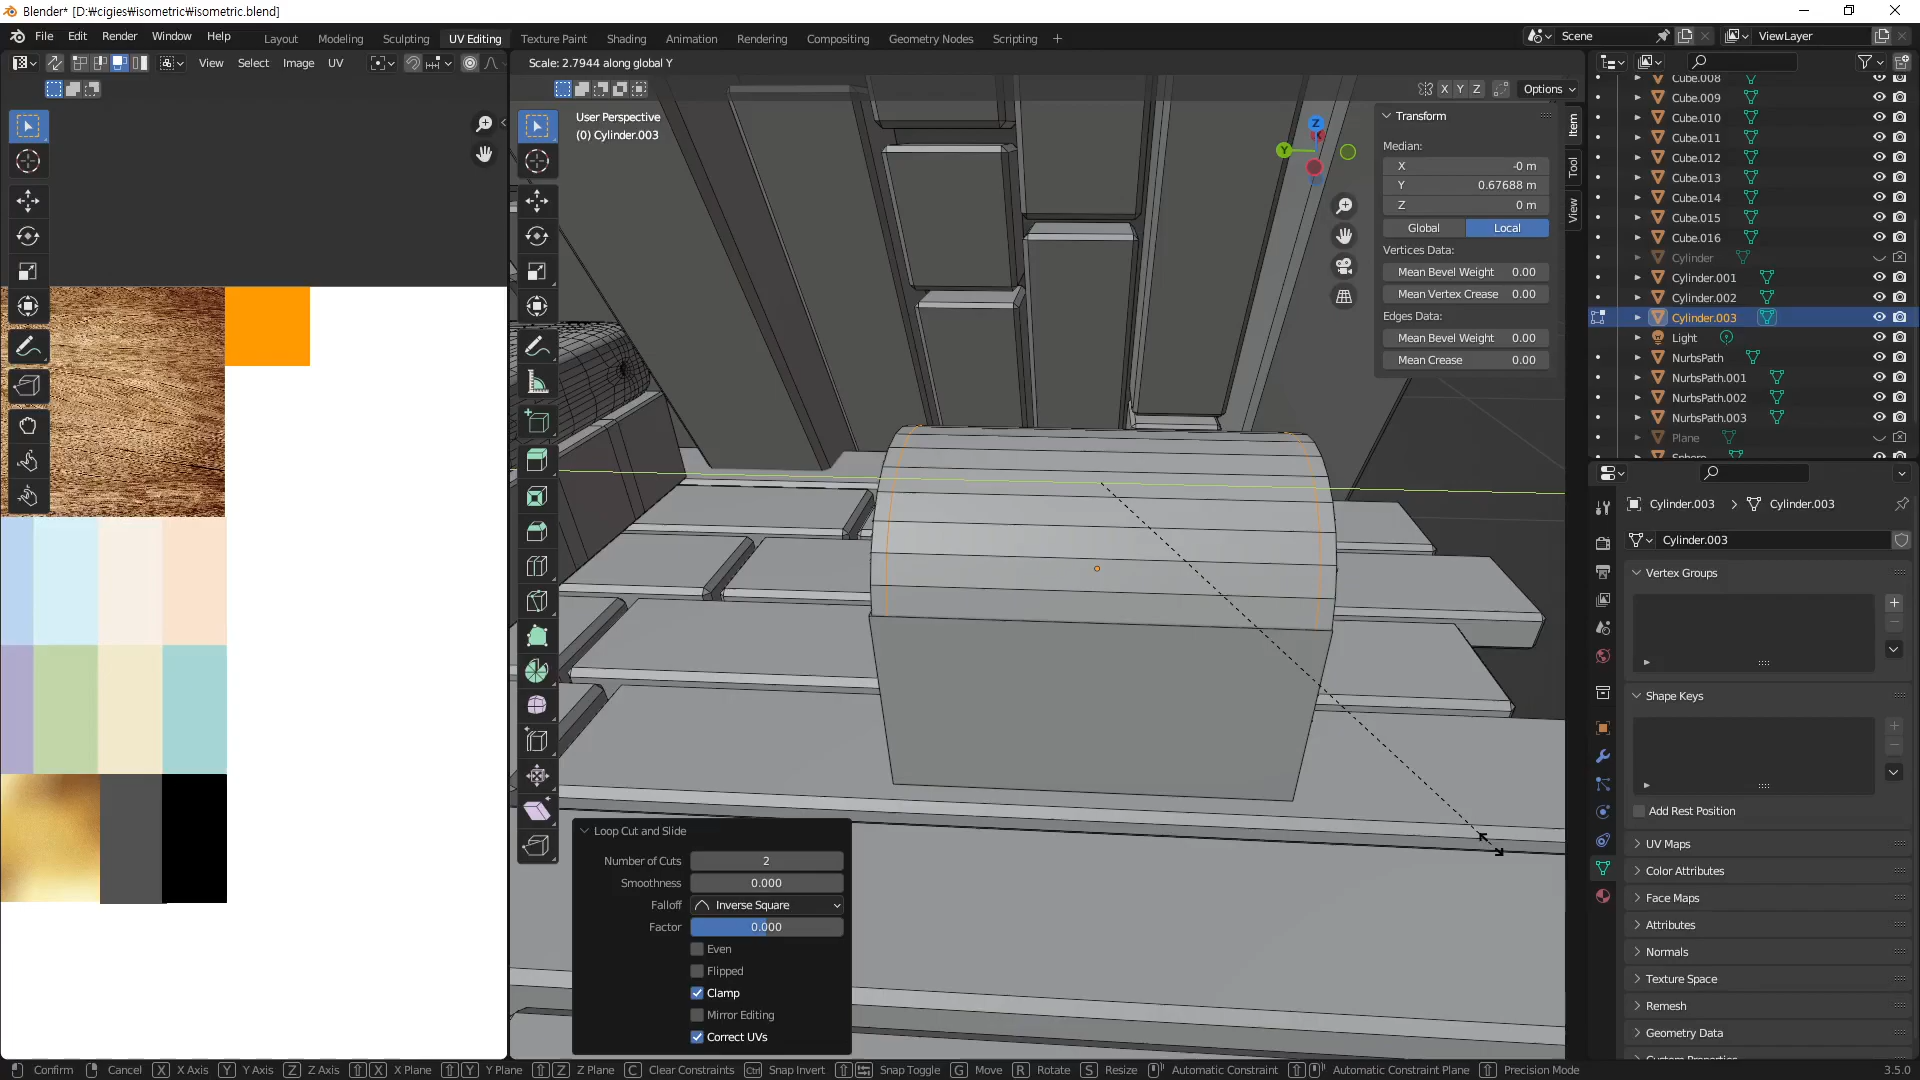 Blender* [D:₩cigies₩isometric₩isometric.blend]
File Edit Render Window Help
Layout Modeling Sculpting UV Editing Texture Paint Shading Animation Rendering Compositing Geometry Nodes Scripting +
Scene
ViewLayer
View Select Image UV
Scale: 2.7944 along global Y
X Y Z
Options
User Perspective
(0) Cylinder.003
Z
Y
Transform
Median:
X -0 m
Y 0.67688 m
Z 0 m
Global Local
Vertices Data:
Mean Bevel Weight 0.00
Mean Vertex Crease 0.00
Edges Data:
Mean Bevel Weight 0.00
Mean Crease 0.00
Item
Tool
View
Cube.008
Cube.009
Cube.010
Cube.011
Cube.012
Cube.013
Cube.014
Cube.015
Cube.016
Cylinder
Cylinder.001
Cylinder.002
Cylinder.003
Light
NurbsPath
NurbsPath.001
NurbsPath.002
NurbsPath.003
Plane
Sphere
Cylinder.003 Cylinder.003
Cylinder.003
Vertex Groups
Shape Keys
Add Rest Position
UV Maps
Color Attributes
Face Maps
Attributes
Normals
Texture Space
Remesh
Geometry Data
Custom Properties
Loop Cut and Slide
Number of Cuts 2
Smoothness 0.000
Falloff Inverse Square
Factor 0.000
Even
Flipped
Clamp
Mirror Editing
Correct UVs
Confirm Cancel X X Axis Y Y Axis Z Z Axis X X Plane Y Y Plane Z Z Plane C Clear Constraints Ctrl Snap Invert Snap Toggle G Move R Rotate S Resize Automatic Constraint Automatic Constraint Plane Precision Mode 3.5.0